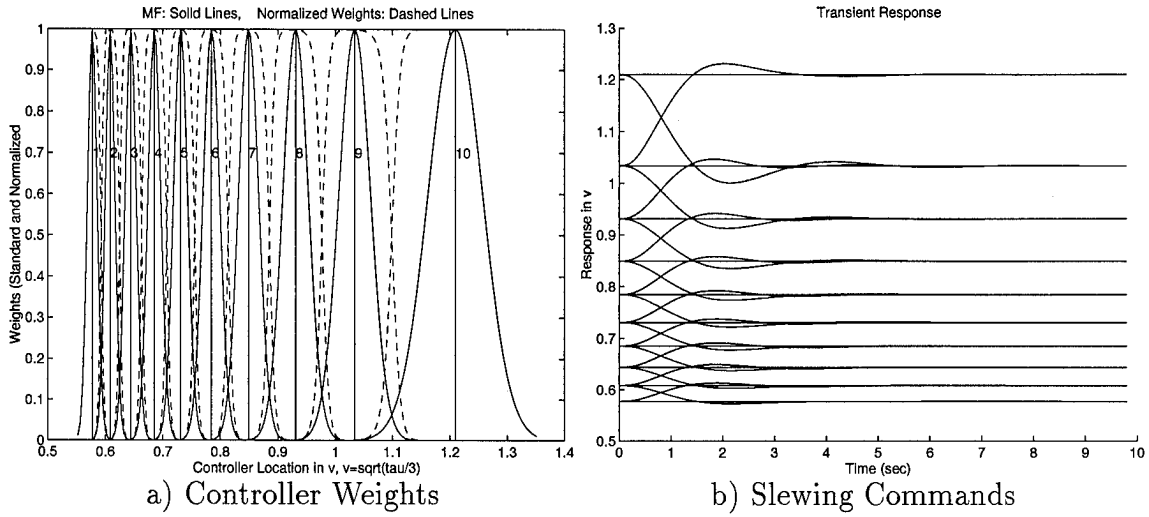 MF: Solid Lines, Normalized Weights: Dashed Lines
Weights (Standard and Normalized)
1
0.9
0.8
0.7
0.6
0.5
0.4
0.3
0.2
0.1
0
1 2 3 4 5 6 7 8 9 10
0.5 0.6 0.7 0.8 0.9 1 1.1 1.2 1.3 1.4
Controller Location in v, v=sqrt(tau/3)
a) Controller Weights
Transient Response
Response in v
1.3
1.2
1.1
1
0.9
0.8
0.7
0.6
0.5
0 1 2 3 4 5 6 7 8 9 10
Time (sec)
b) Slewing Commands